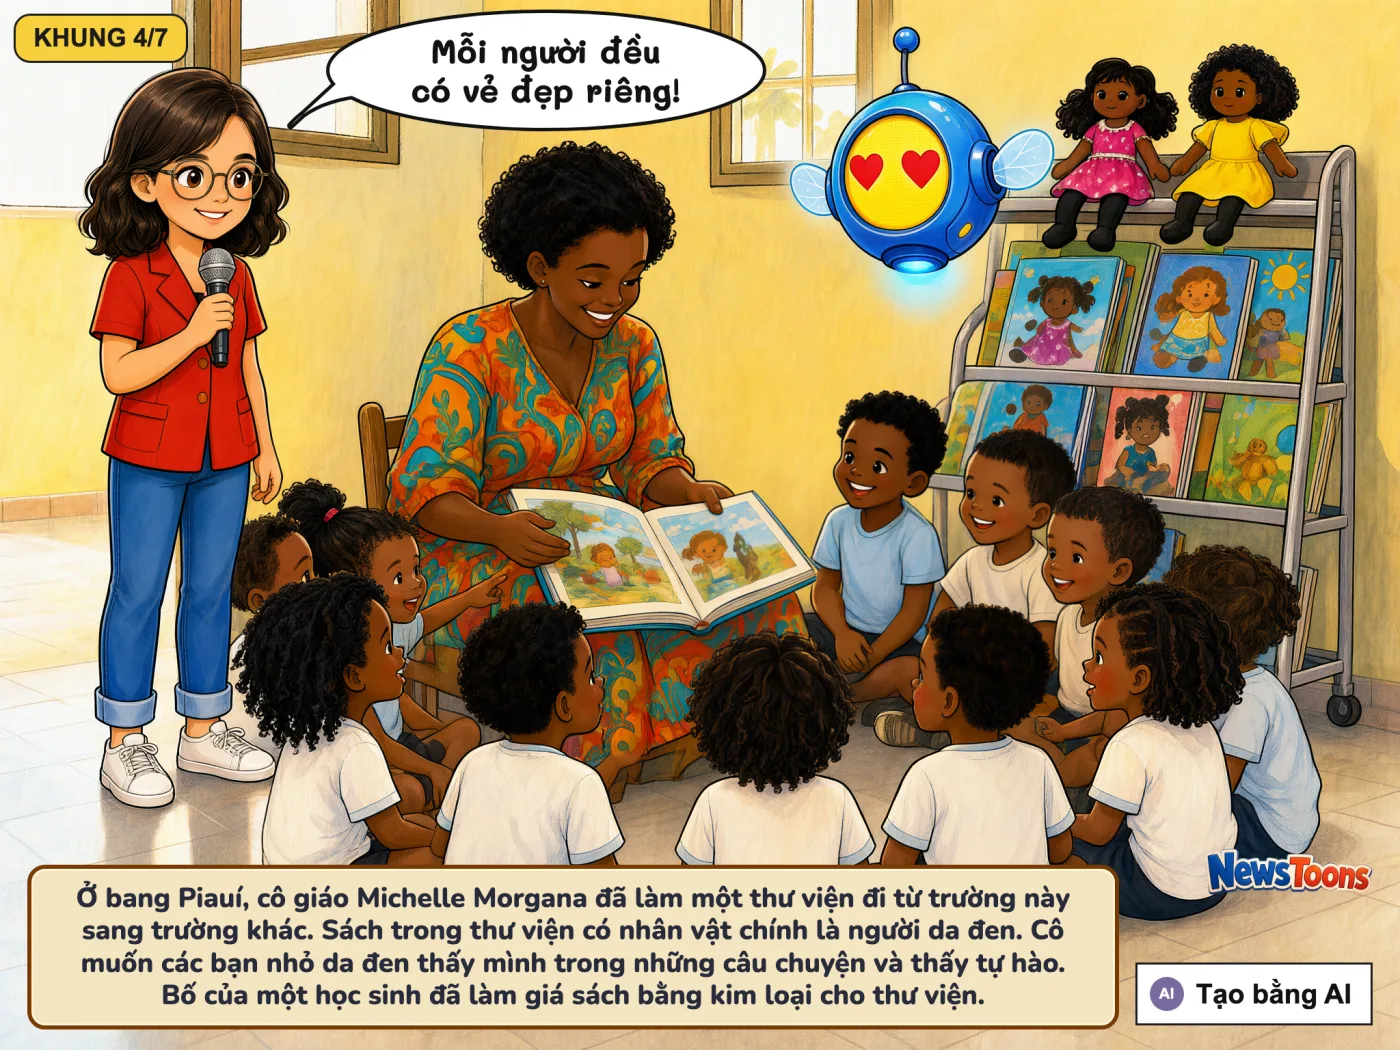 KHUNG 4/7
Mỗi người đều
có vẻ đẹp riêng!
Ở bang Piauí, cô giáo Michelle Morgana đã làm một thư viện đi từ trường này
sang trường khác. Sách trong thư viện có nhân vật chính là người da đen. Cô
muốn các bạn nhỏ da đen thấy mình trong những câu chuyện và thấy tự hào.
Bố của một học sinh đã làm giá sách bằng kim loại cho thư viện.
NewsToons
AI Tạo bằng AI